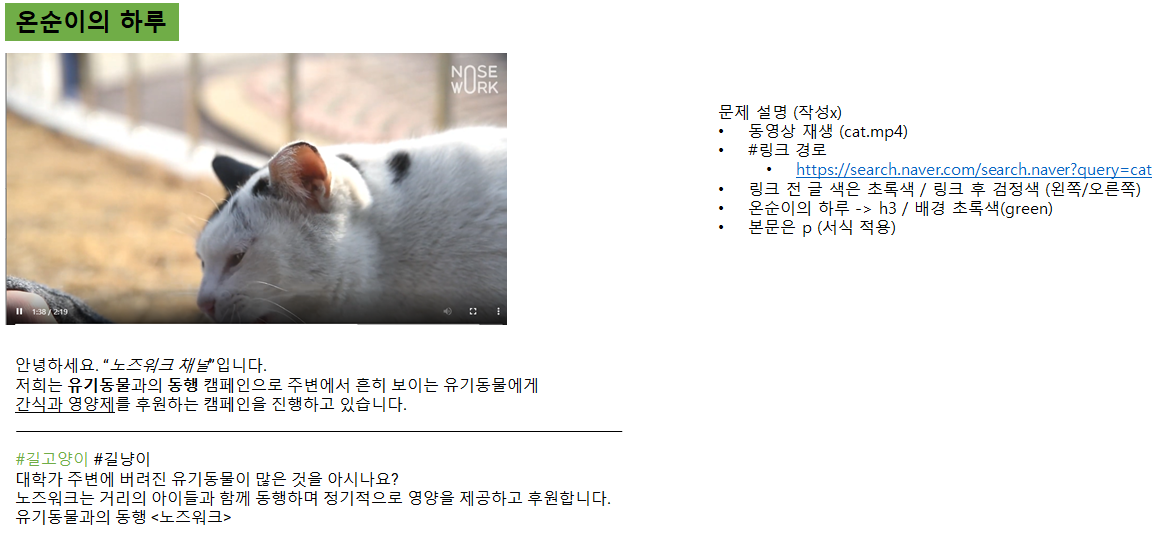 온순이의 하루
NOSE
WORK
1:38 / 2:19
문제 설명 (작성x)
• 동영상 재생 (cat.mp4)
• #링크 경로
• https://search.naver.com/search.naver?query=cat
• 링크 전 글 색은 초록색 / 링크 후 검정색 (왼쪽/오른쪽)
• 온순이의 하루 -> h3 / 배경 초록색(green)
• 본문은 p (서식 적용)
안녕하세요. “노즈워크 채널”입니다.
저희는 유기동물과의 동행 캠페인으로 주변에서 흔히 보이는 유기동물에게
간식과 영양제를 후원하는 캠페인을 진행하고 있습니다.
#길고양이 #길냥이
대학가 주변에 버려진 유기동물이 많은 것을 아시나요?
노즈워크는 거리의 아이들과 함께 동행하며 정기적으로 영양을 제공하고 후원합니다.
유기동물과의 동행 <노즈워크>